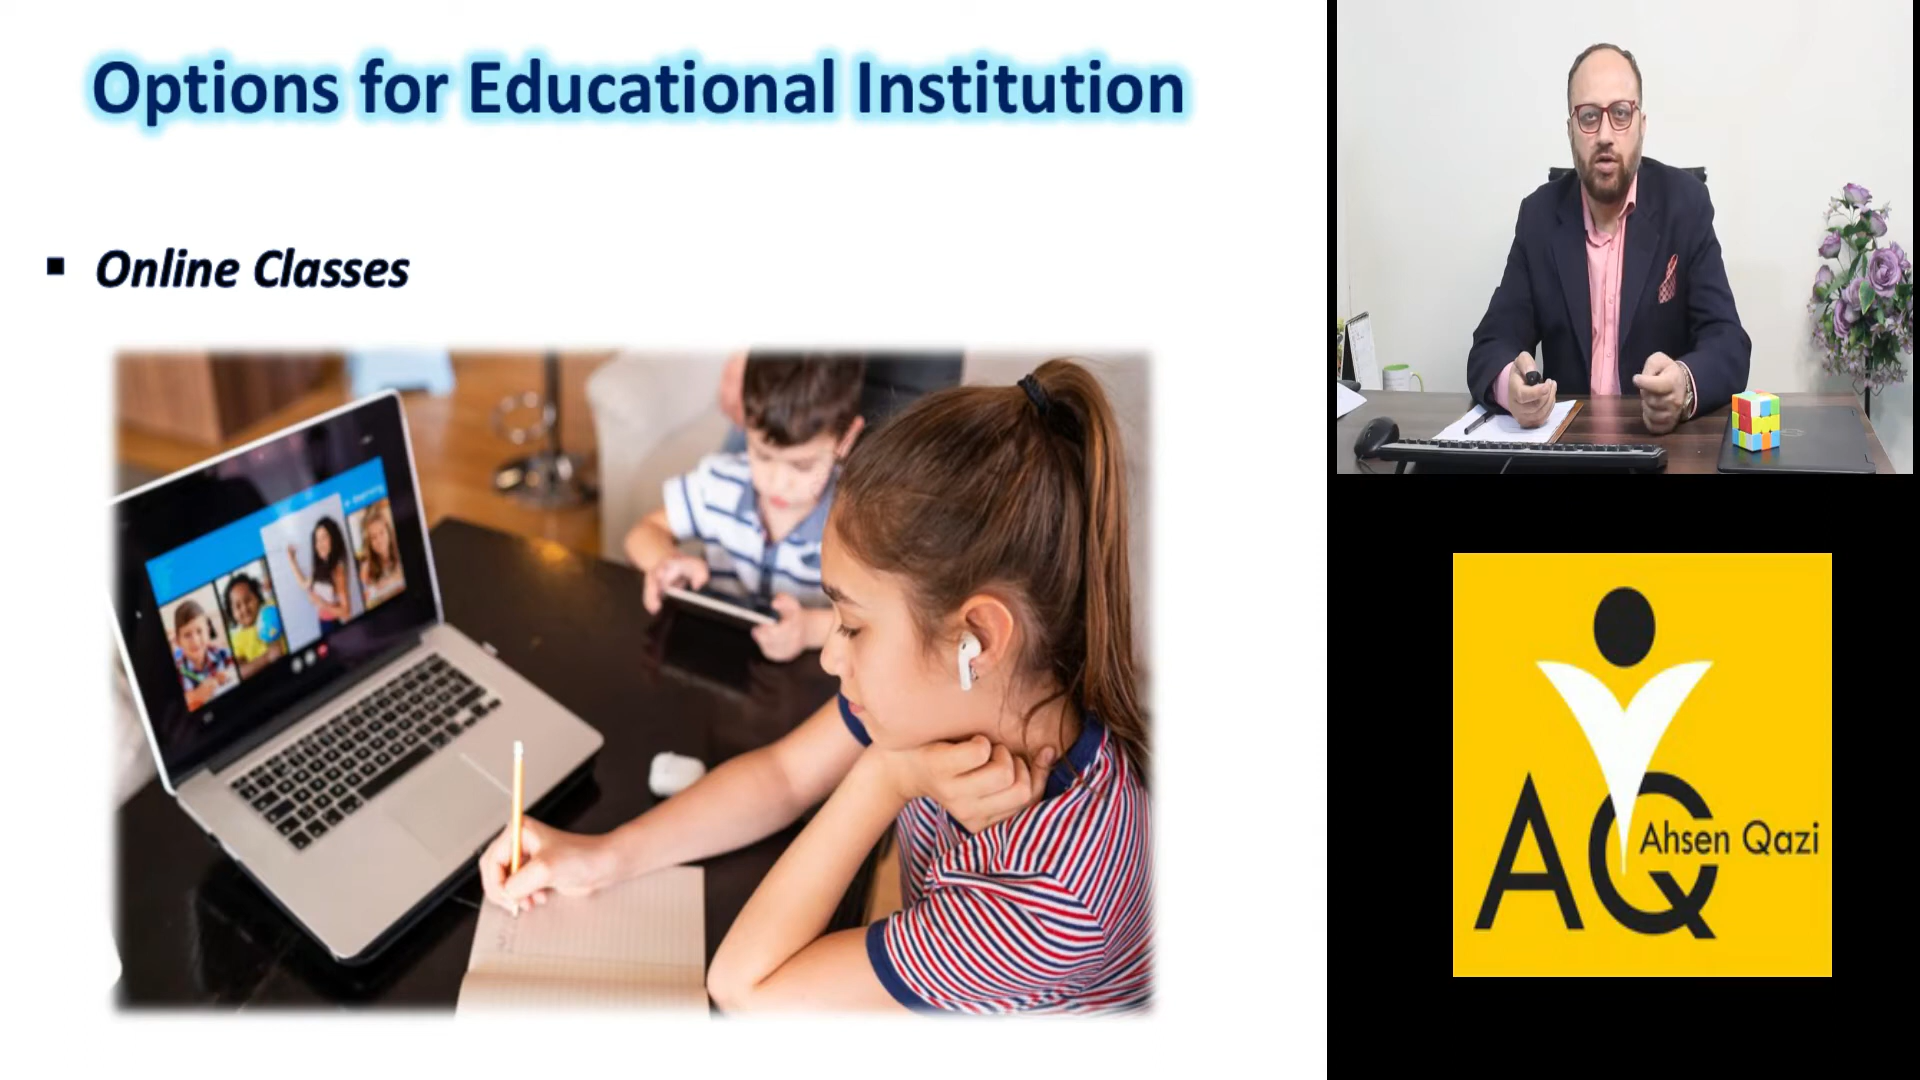 Options for Educational Institution
▪ Online Classes
AQ
Ahsen Qazi